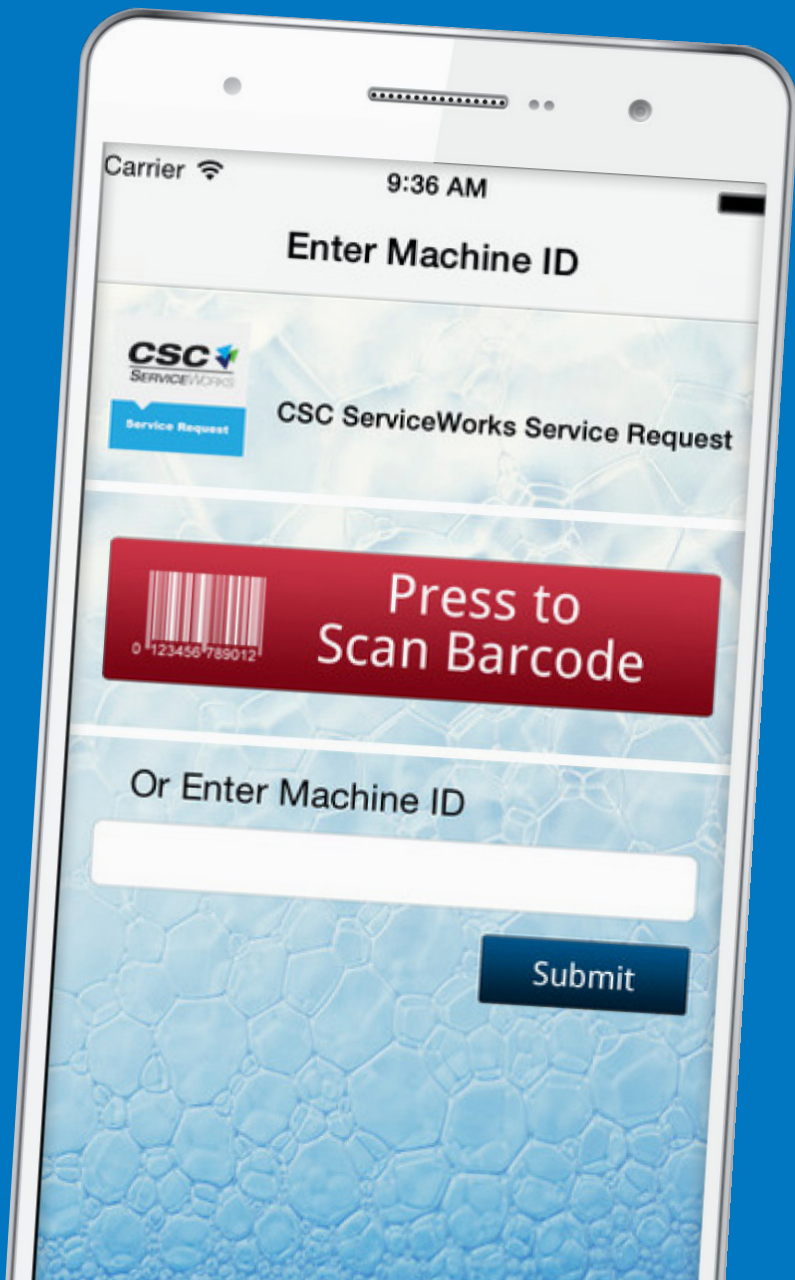 Carrier
9:36 AM
Enter Machine ID
CSC
SERVICEWORKS
Service Request
CSC ServiceWorks Service Request
Press to
Scan Barcode
0 123456 789012
Or Enter Machine ID
Submit